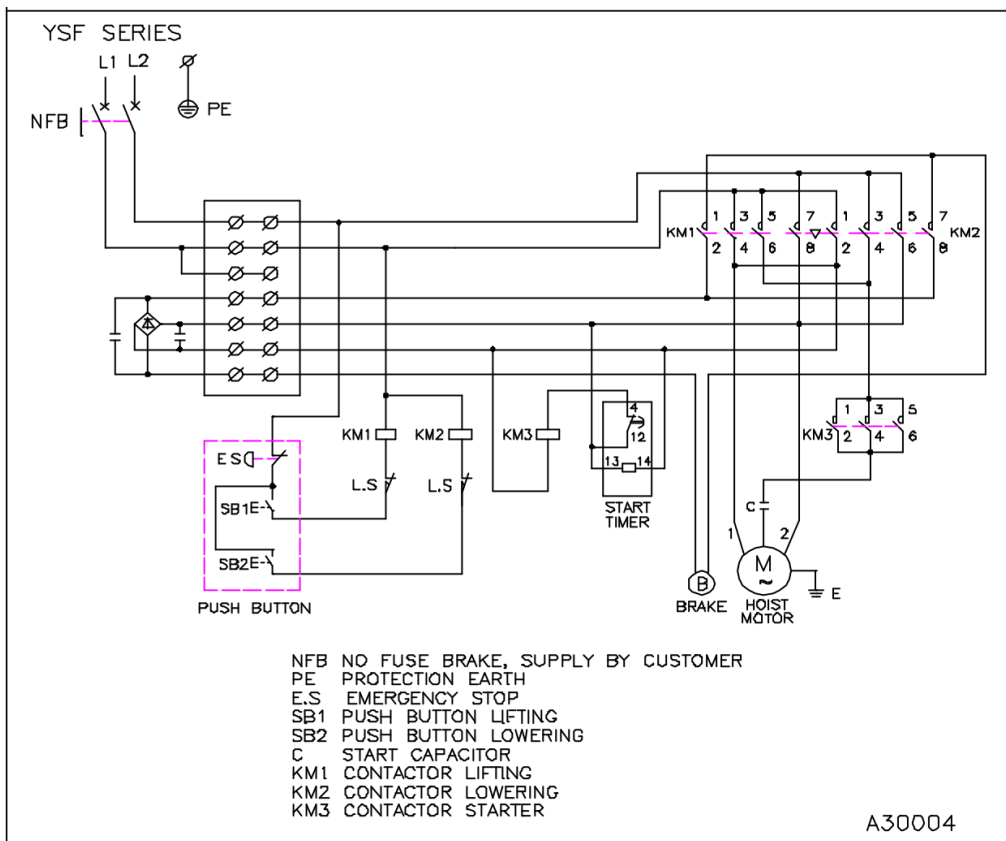 YSF SERIES
L1 L2
NFB
PE
1 3 5 7 1 3 5 7
KM1 KM2
2 4 6 8 2 4 6 8
4
1 3 5
KM1 KM2 KM3
12
KM3
2 4 6
ES
13 14
L.S L.S
SB1E
START
TIMER
C
1 2
SB2E
M
~
B
E
PUSH BUTTON
BRAKE
HOIST
MOTOR
NFB NO FUSE BRAKE, SUPPLY BY CUSTOMER
PE PROTECTION EARTH
E.S EMERGENCY STOP
SB1 PUSH BUTTON LIFTING
SB2 PUSH BUTTON LOWERING
C START CAPACITOR
KM1 CONTACTOR LIFTING
KM2 CONTACTOR LOWERING
KM3 CONTACTOR STARTER
A30004